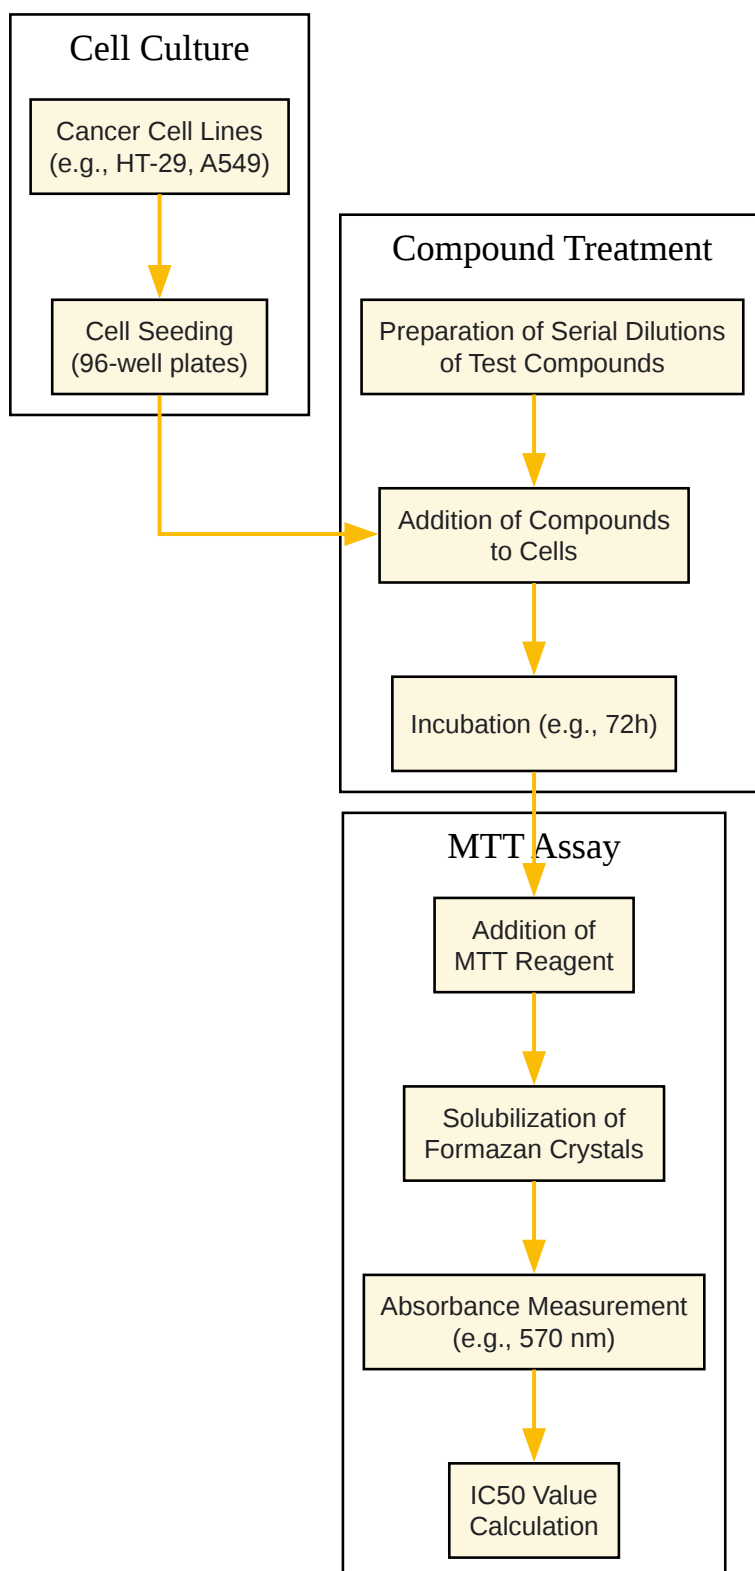 Cell Culture
Cancer Cell Lines
(e.g., HT-29, A549)
Cell Seeding
(96-well plates)
Compound Treatment
Preparation of Serial Dilutions
of Test Compounds
Addition of Compounds
to Cells
Incubation (e.g., 72h)
MTT Assay
Addition of
MTT Reagent
Solubilization of
Formazan Crystals
Absorbance Measurement
(e.g., 570 nm)
IC50 Value
Calculation